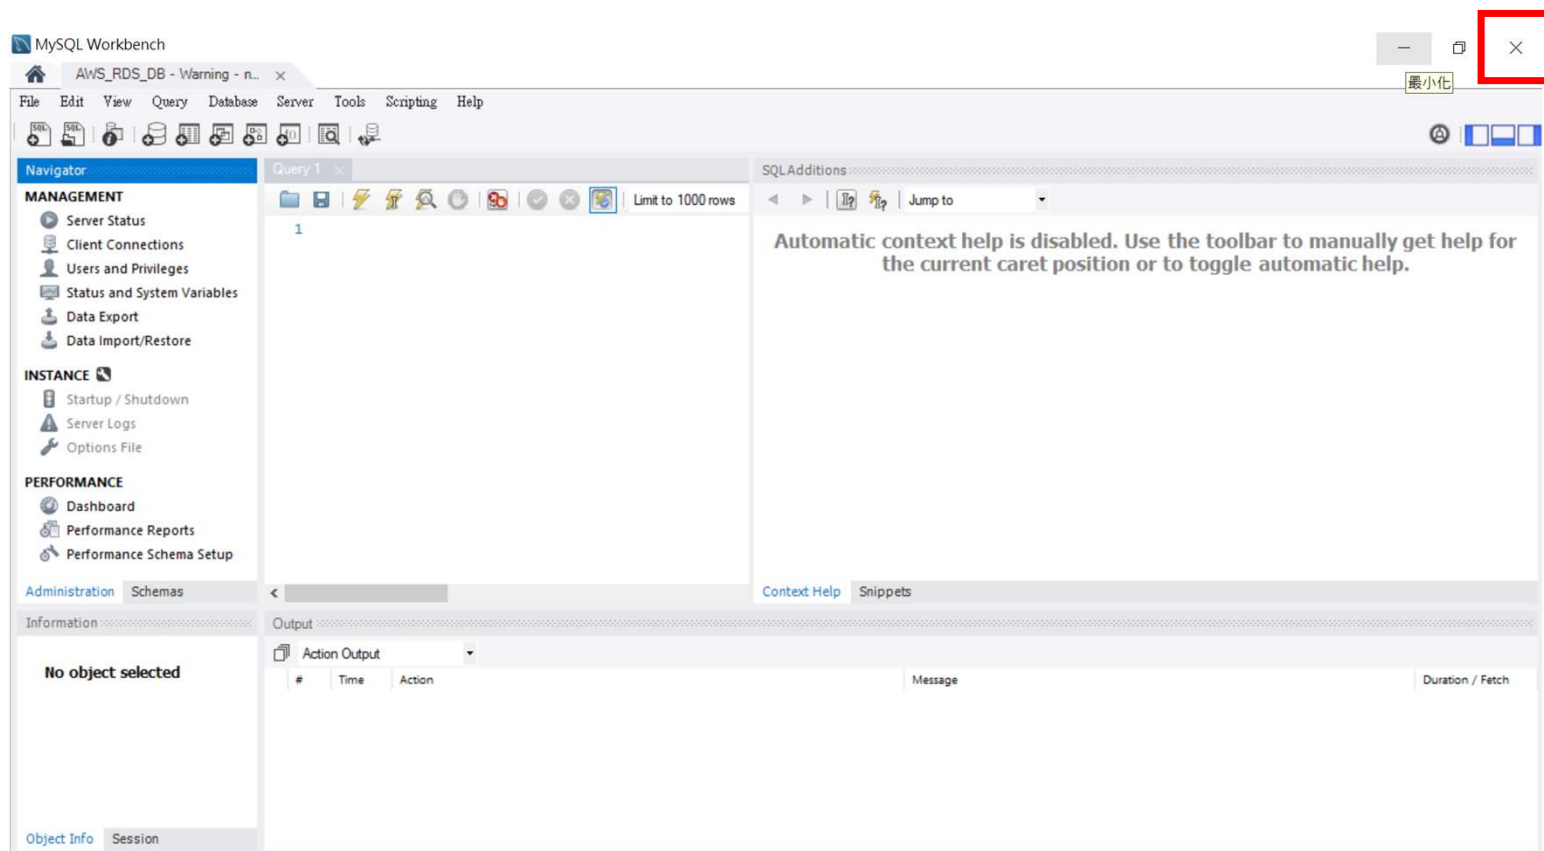 MySQL Workbench
AWS_RDS_DB - Warning - n...
最小化
File Edit View Query Database Server Tools Scripting Help
Navigator
MANAGEMENT
Server Status
Client Connections
Users and Privileges
Status and System Variables
Data Export
Data Import/Restore
INSTANCE
Startup / Shutdown
Server Logs
Options File
PERFORMANCE
Dashboard
Performance Reports
Performance Schema Setup
Administration Schemas
Query 1
Limit to 1000 rows
1
SQLAdditions
Jump to
Automatic context help is disabled. Use the toolbar to manually get help for
the current caret position or to toggle automatic help.
Context Help Snippets
Information
No object selected
Object Info Session
Output
Action Output
# Time Action Message Duration / Fetch